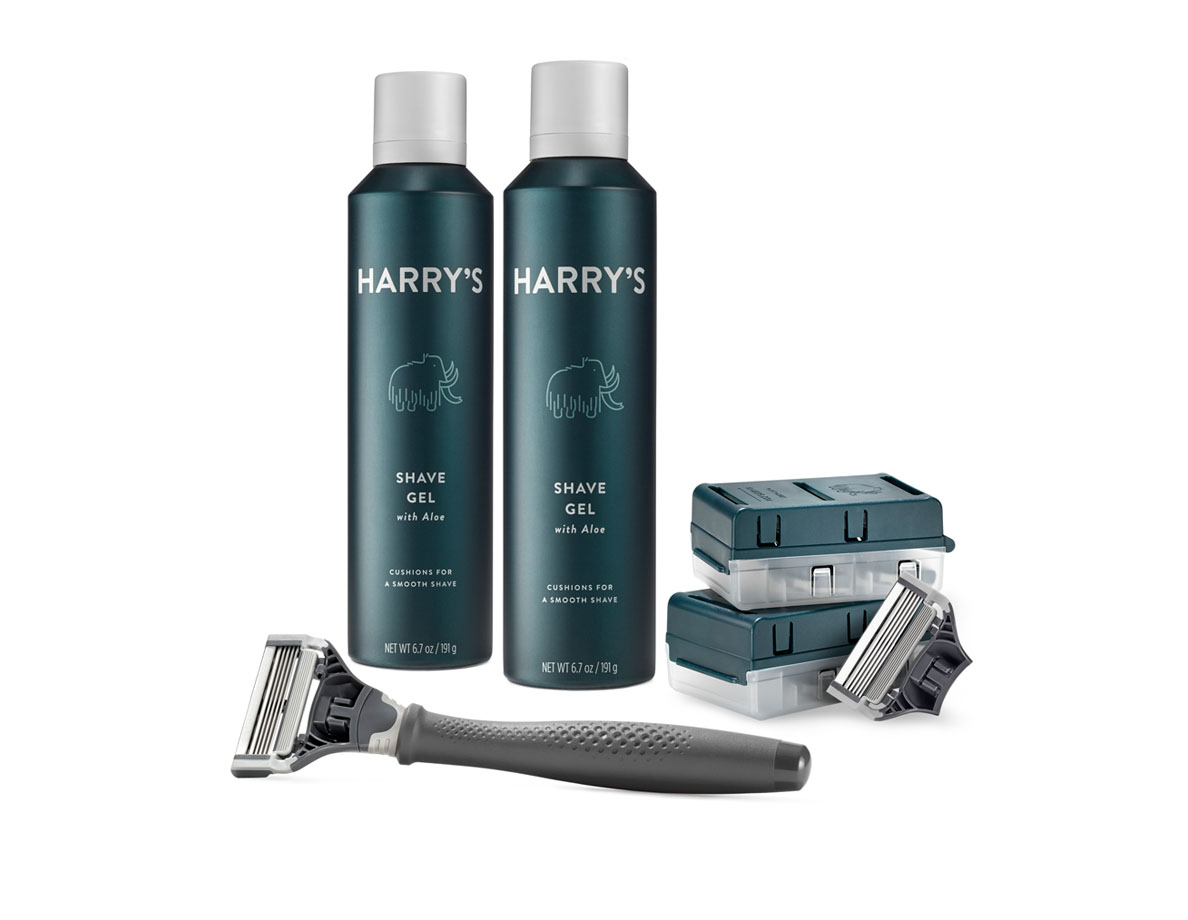 HARRY'S
SHAVE
GEL
with Aloe
CUSHIONS FOR
A SMOOTH SHAVE
NET WT 6.7 oz / 191 g
HARRY'S
SHAVE
GEL
with Aloe
CUSHIONS FOR
A SMOOTH SHAVE
NET WT 6.7 oz / 191 g